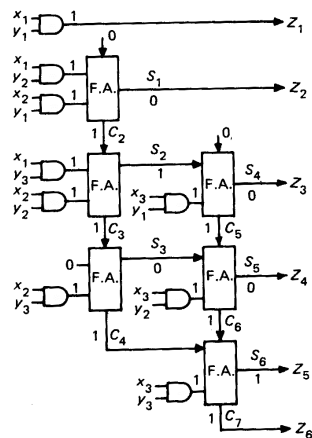 x1 1 Z1
y1
0
x1 1
y2 F.A. S1 Z2
x2 1 0
y1
1 C2
x1 1 S2 0
y3 F.A. 1 F.A. S4 Z3
x2 1 x3 1 0
y2 y1
1 C3 1 C5
0 S3
F.A. 0 F.A. S5 Z4
x2 1 x3 1 0
y3 y2
1 C4 1 C6
F.A. S6 Z5
x3 1 1
y3
1 C7
Z6